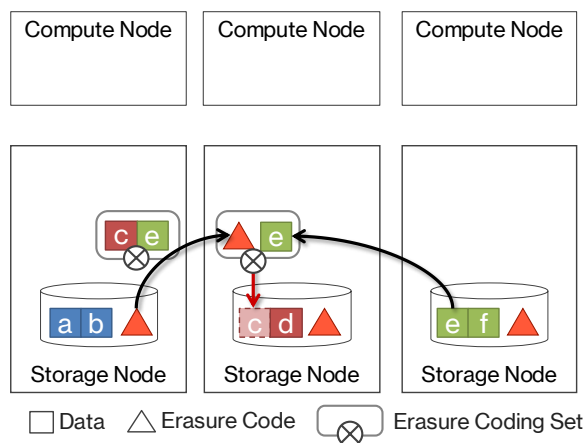 Compute Node
Compute Node
Compute Node
c e
e
a b
c d
e f
Storage Node
Storage Node
Storage Node
Data
Erasure Code
Erasure Coding Set